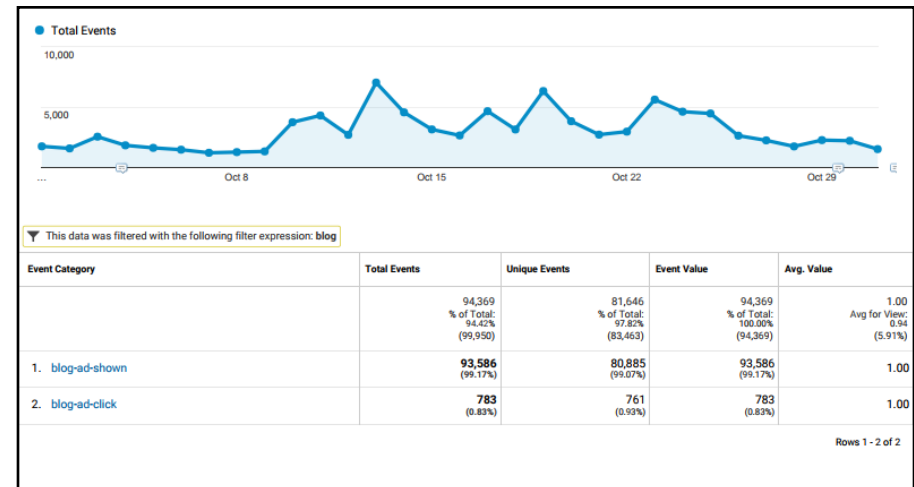 Total Events
10,000
5,000
...
Oct 8
Oct 15
Oct 22
Oct 29
This data was filtered with the following filter expression: blog
Event Category
Total Events
Unique Events
Event Value
Avg. Value
94,369
% of Total:
94.42%
(99,950)
81,646
% of Total:
97.82%
(83,463)
94,369
% of Total:
100.00%
(94,369)
1.00
Avg for View:
0.94
(5.91%)
1. blog-ad-shown
93,586
(99.17%)
80,885
(99.07%)
93,586
(99.17%)
1.00
2. blog-ad-click
783
(0.83%)
761
(0.93%)
783
(0.83%)
1.00
Rows 1 - 2 of 2